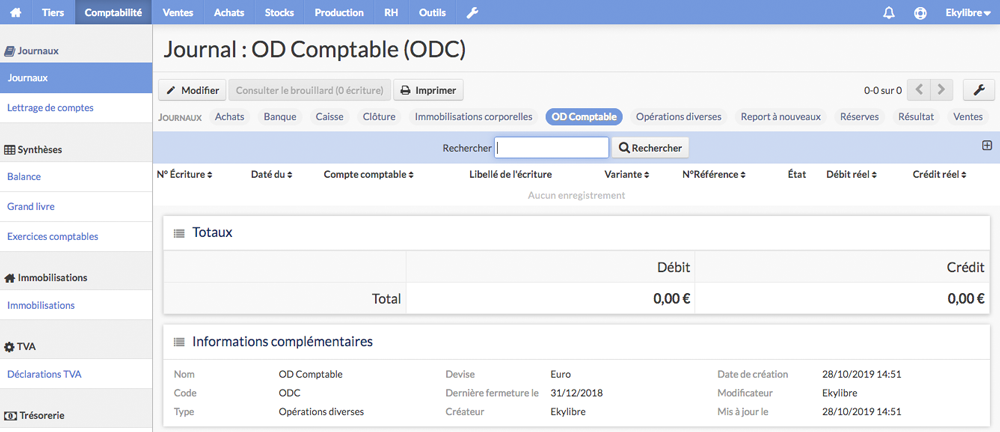 Tiers Comptabilité Ventes Achats Stocks Production RH Outils Ekylibre
Journaux
Journaux
Lettrage de comptes
Synthèses
Balance
Grand livre
Exercices comptables
Immobilisations
Immobilisations
TVA
Déclarations TVA
Trésorerie
Journal : OD Comptable (ODC)
Modifier Consulter le brouillard (0 écriture) Imprimer 0-0 sur 0
JOURNAUX Achats Banque Caisse Clôture Immobilisations corporelles OD Comptable Opérations diverses Report à nouveaux Réserves Résultat Ventes
Rechercher Rechercher
N° Écriture Daté du Compte comptable Libellé de l'écriture Variante N°Référence État Débit réel Crédit réel
Aucun enregistrement
Totaux
Débit Crédit
Total 0,00 € 0,00 €
Informations complémentaires
Nom OD Comptable Devise Euro Date de création 28/10/2019 14:51
Code ODC Dernière fermeture le 31/12/2018 Modificateur Ekylibre
Type Opérations diverses Créateur Ekylibre Mis à jour le 28/10/2019 14:51